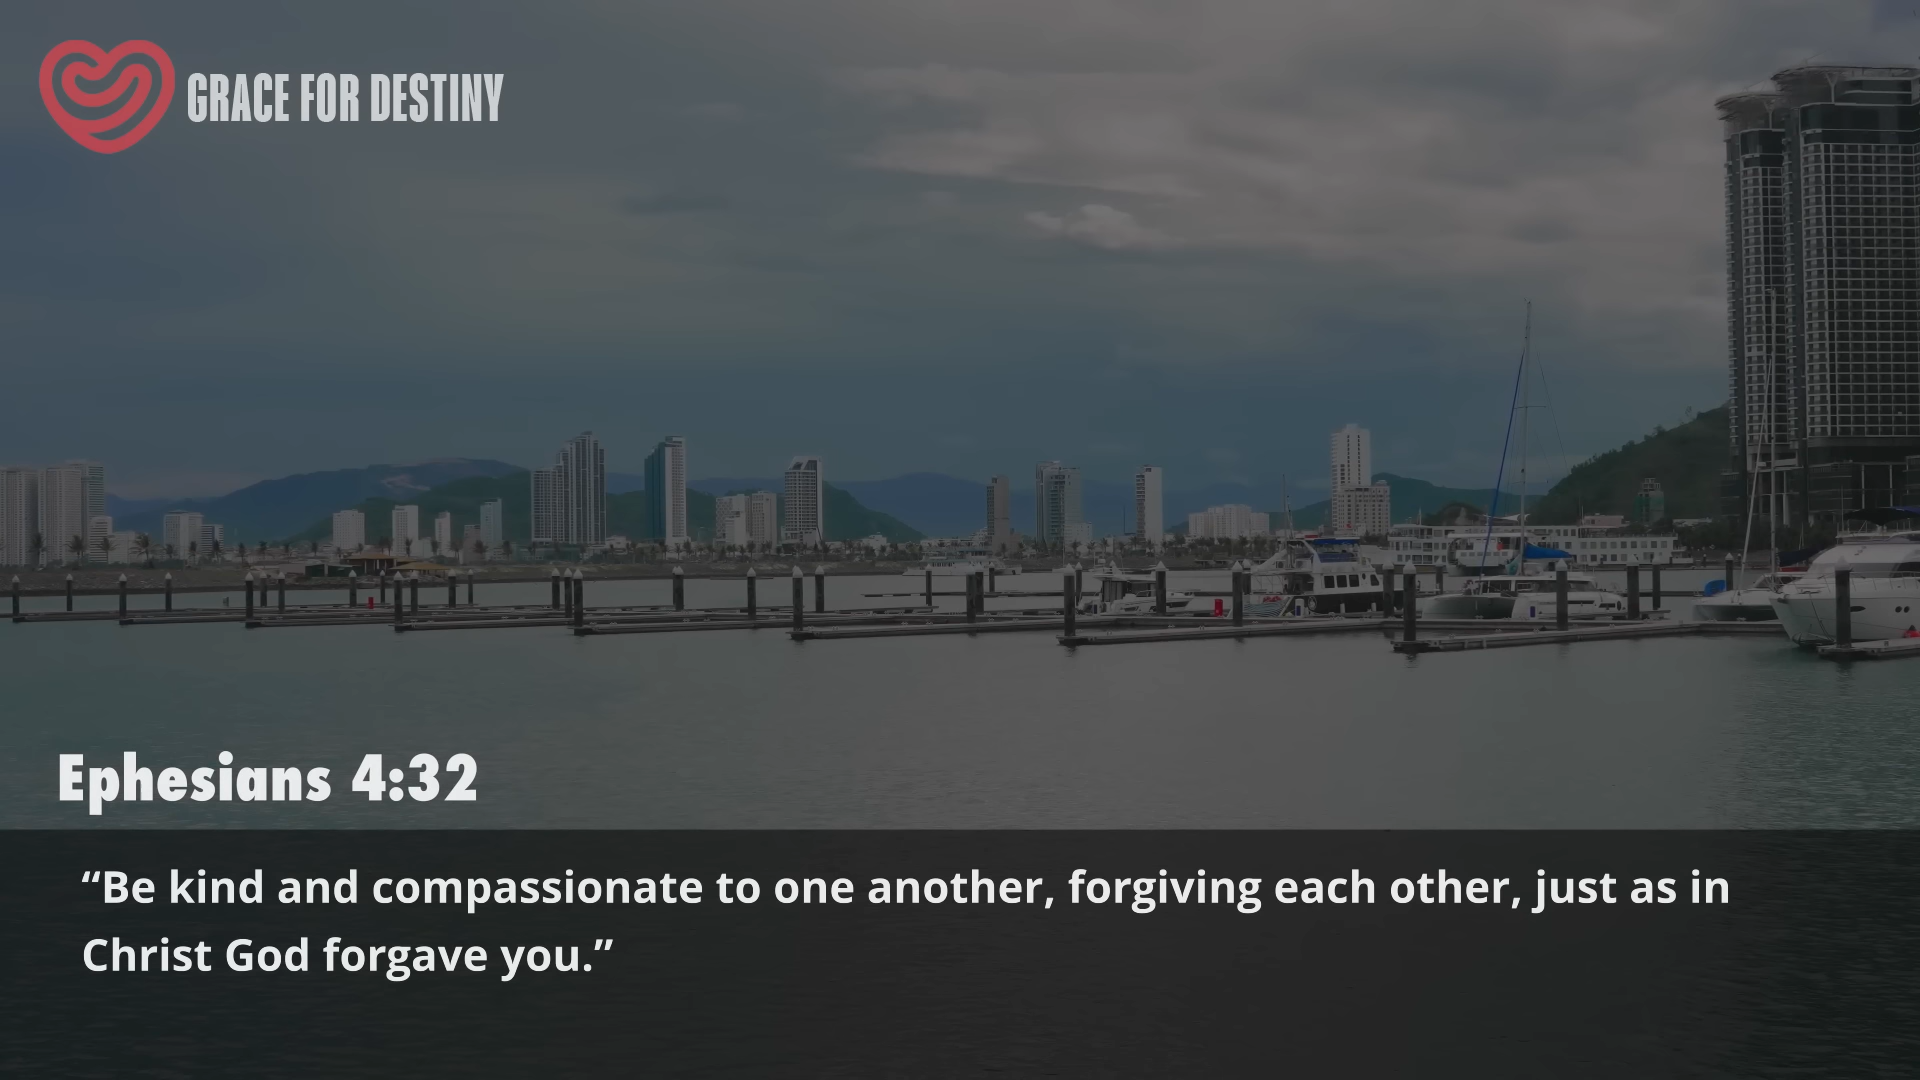 GRACE FOR DESTINY
Ephesians 4:32
“Be kind and compassionate to one another, forgiving each other, just as in
Christ God forgave you.”